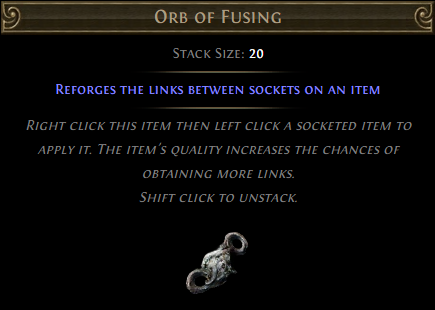 Orb of Fusing
Stack Size: 20
Reforges the links between sockets on an item
Right click this item then left click a socketed item to
apply it. The item's quality increases the chances of
obtaining more links.
Shift click to unstack.